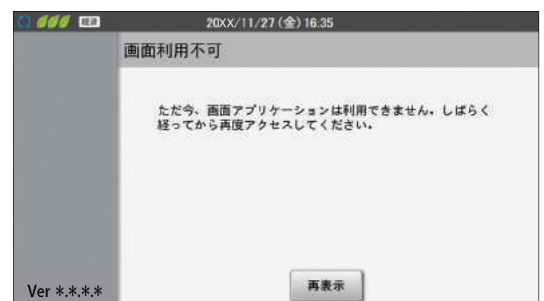 経済 20XX/11/27(金)16:35
画面利用不可
ただ今、画面アプリケーションは利用できません。しばらく
経ってから再度アクセスしてください。
再表示
Ver *.*.*.*